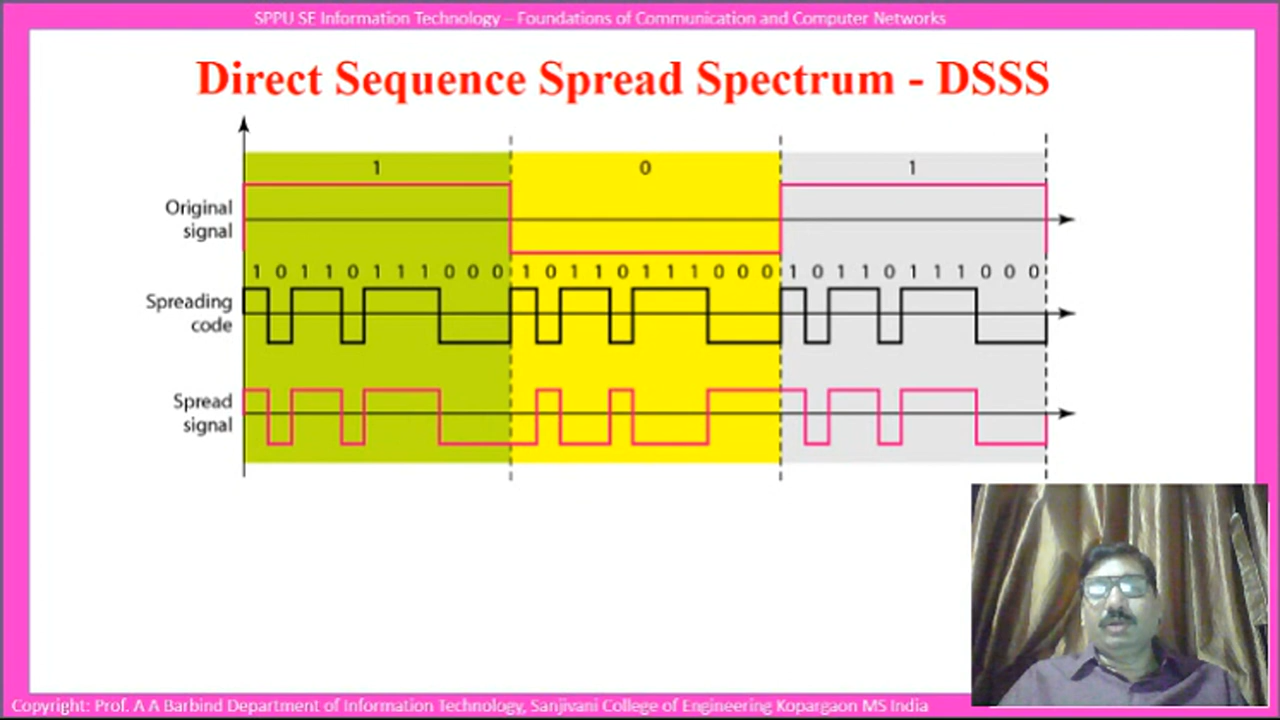 SPPU SE Information Technology – Foundations of Communication and Computer Networks
Direct Sequence Spread Spectrum - DSSS
1 0 1
Original
signal
1 0 1 1 0 1 1 1 0 0 0 1 0 1 1 0 1 1 1 0 0 0 1 0 1 1 0 1 1 1 0 0 0
Spreading
code
Spread
signal
Copyright: Prof. A A Barbind Department of Information Technology, Sanjivani College of Engineering Kopargaon MS India